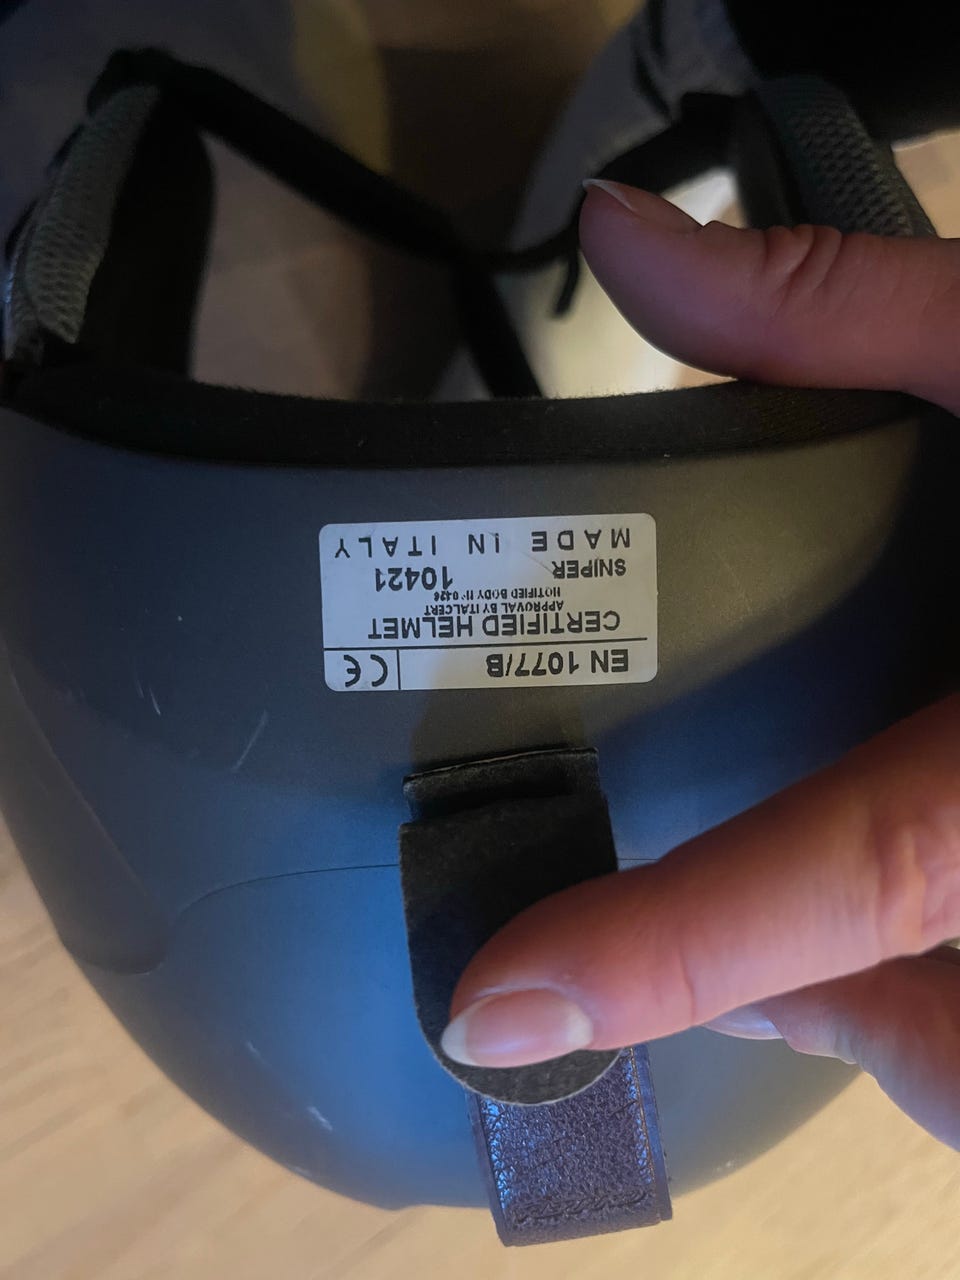 EN 1077/B CE
CERTIFIED HELMET
APPROVAL BY ITALCERT
NOTIFIED BODY N° 0426
SNIPER 10421
MADE IN ITALY